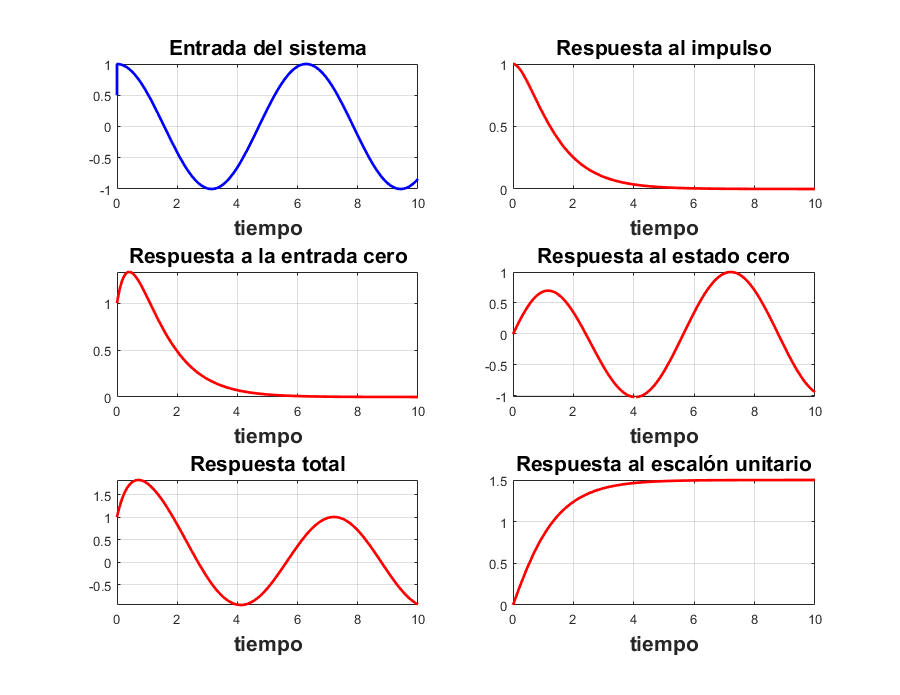 Entrada del sistema
1
0.5
0
-0.5
-1
0 2 4 6 8 10
tiempo
Respuesta al impulso
1
0.5
0
0 2 4 6 8 10
tiempo
Respuesta a la entrada cero
1
0.5
0
0 2 4 6 8 10
tiempo
Respuesta al estado cero
1
0.5
0
-0.5
-1
0 2 4 6 8 10
tiempo
Respuesta total
1.5
1
0.5
0
-0.5
0 2 4 6 8 10
tiempo
Respuesta al escalón unitario
1.5
1
0.5
0
0 2 4 6 8 10
tiempo